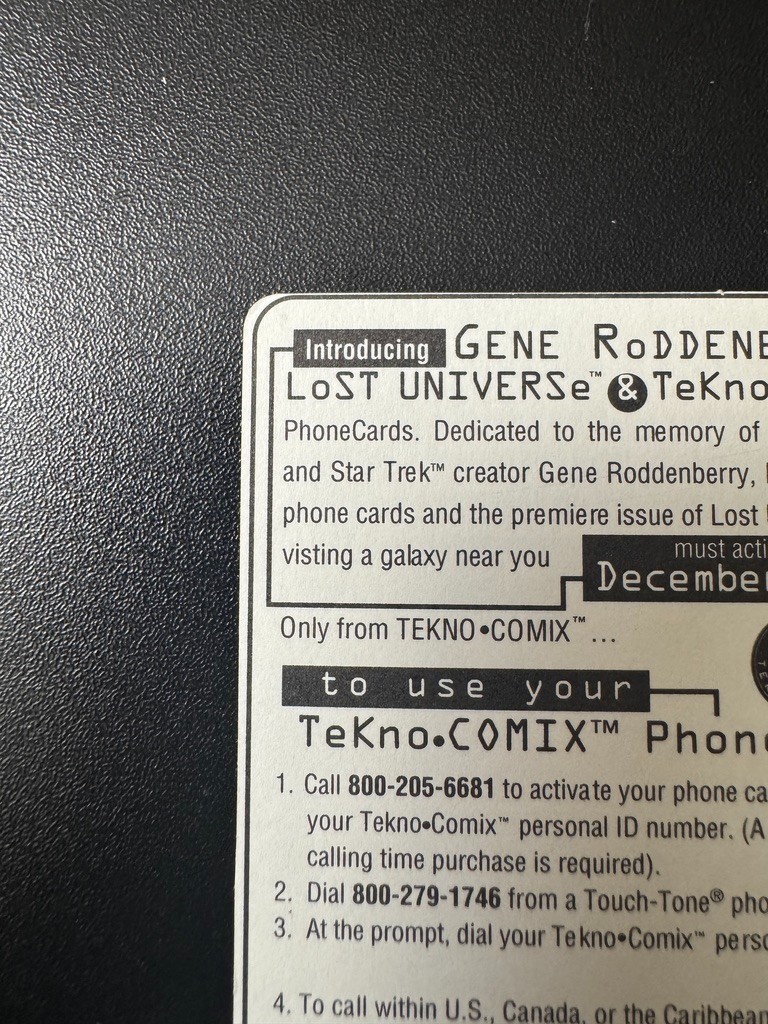 Introducing GENE RoDDENE
LoST UNIVERSe™ & TeKno
PhoneCards. Dedicated to the memory of
and Star Trek™ creator Gene Roddenberry,
phone cards and the premiere issue of Lost
visting a galaxy near you
must acti
December
Only from TEKNO•COMIX™...
to use your
TeKno•COMIX™ Phon
1. Call 800-205-6681 to activate your phone ca
your Tekno•Comix™ personal ID number. (A
calling time purchase is required).
2. Dial 800-279-1746 from a Touch-Tone® pho
3. At the prompt, dial your Tekno•Comix™ perso
4. To call within U.S., Canada, or the Caribbean